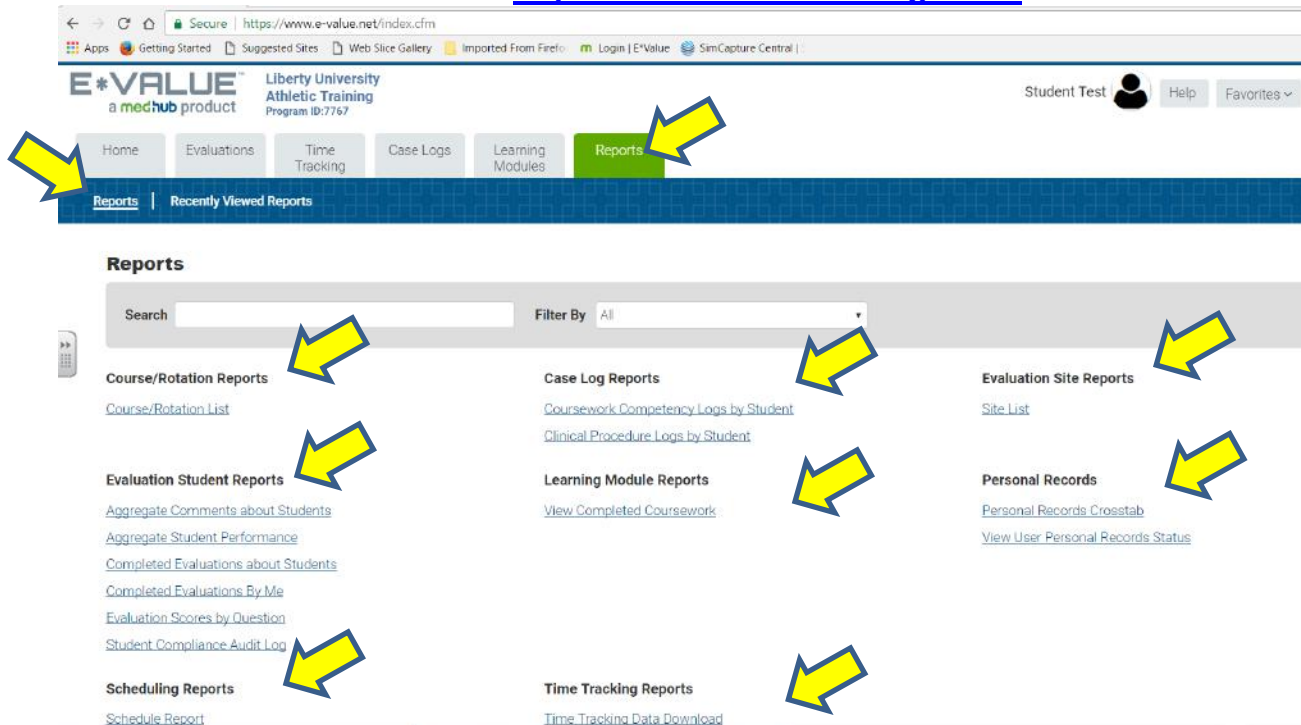 Secure | https://www.e-value.net/index.cfm
Apps Getting Started Suggested Sites Web Slice Gallery Imported From Firefo Login | E*Value SimCapture Central |
E*VALUE™ Liberty University
a medhub product Athletic Training
Program ID:7767
Student Test Help Favorites
Home Evaluations Time Tracking Case Logs Learning Modules Reports
Reports | Recently Viewed Reports
Reports
Search Filter By All
Course/Rotation Reports
Course/Rotation List
Case Log Reports
Coursework Competency Logs by Student
Clinical Procedure Logs by Student
Evaluation Site Reports
Site List
Evaluation Student Reports
Aggregate Comments about Students
Aggregate Student Performance
Completed Evaluations about Students
Completed Evaluations By Me
Evaluation Scores by Question
Student Compliance Audit Log
Learning Module Reports
View Completed Coursework
Personal Records
Personal Records Crosstab
View User Personal Records Status
Scheduling Reports
Schedule Report
Time Tracking Reports
Time Tracking Data Download